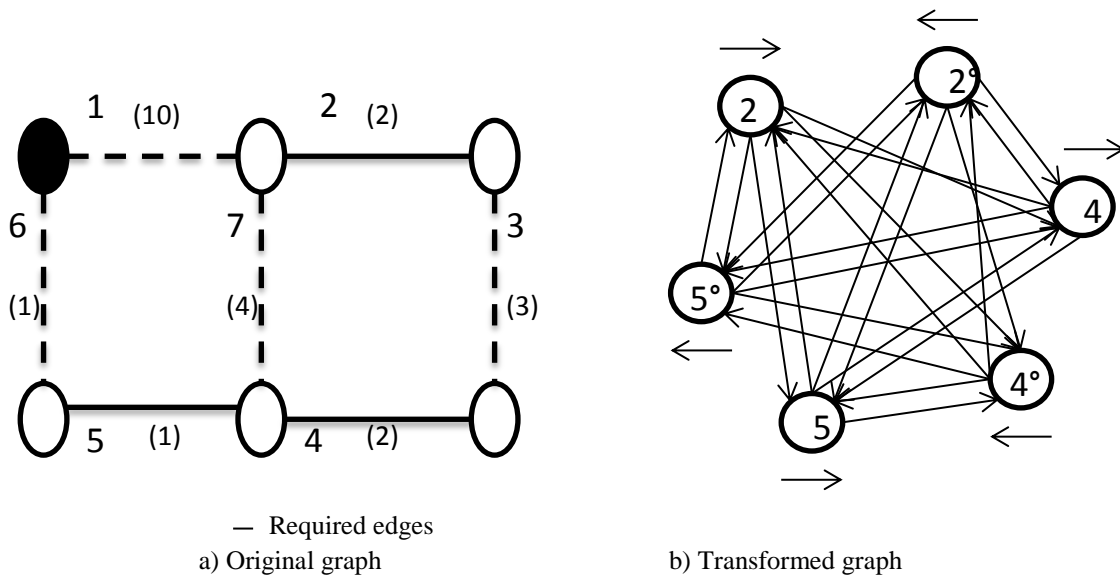 1 (10) 2 (2)
6 7 3
(1) (4) (3)
5 (1) 4 (2)
2 2°
4
5°
4°
5
— Required edges
a) Original graph b) Transformed graph